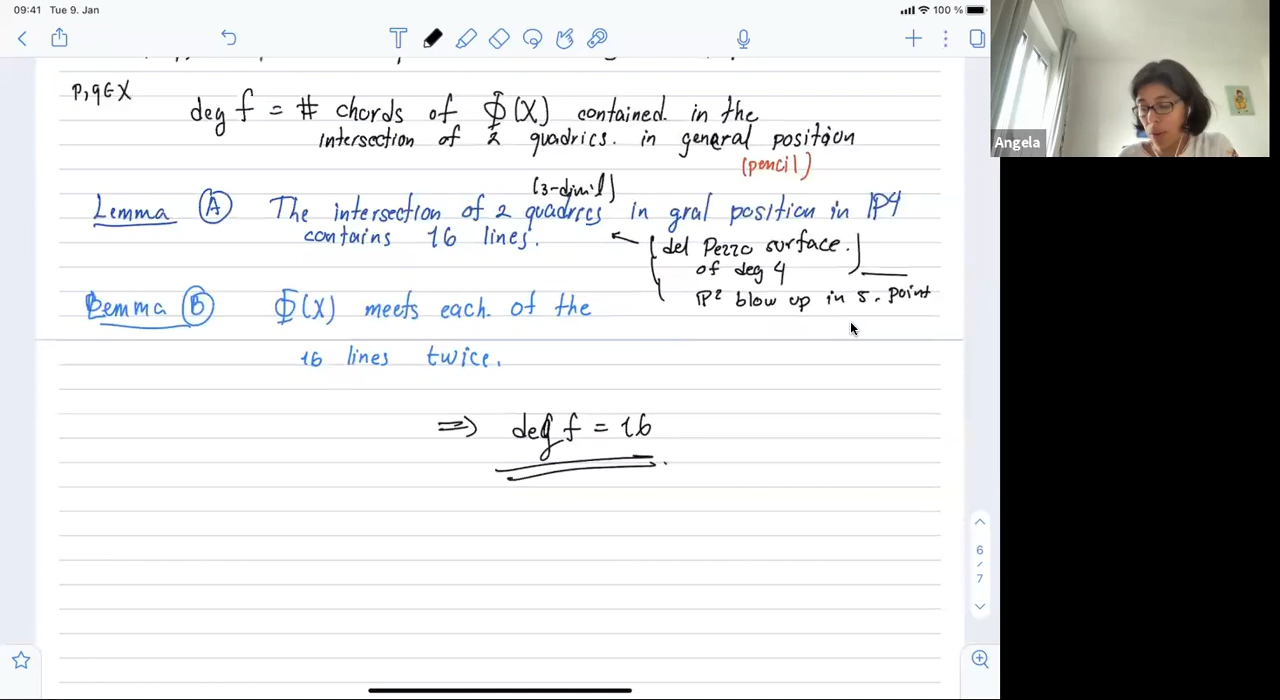 09:41 Tue 9. Jan
100 %
p,q∈X
deg f = # chords of Φ(X) contained. in the
intersection of 2 quadrics. in general position
(pencil)
(3-dim'l)
Lemma (A) The intersection of 2 quadrics in gral position in ℙ4
contains 16 lines. ← del Pezzo surface.
of deg 4
ℙ² blow up in 5. point
Lemma (B) Φ(X) meets each. of the
16 lines twice.
⇒ deg f = 16
Angela
6
/
7